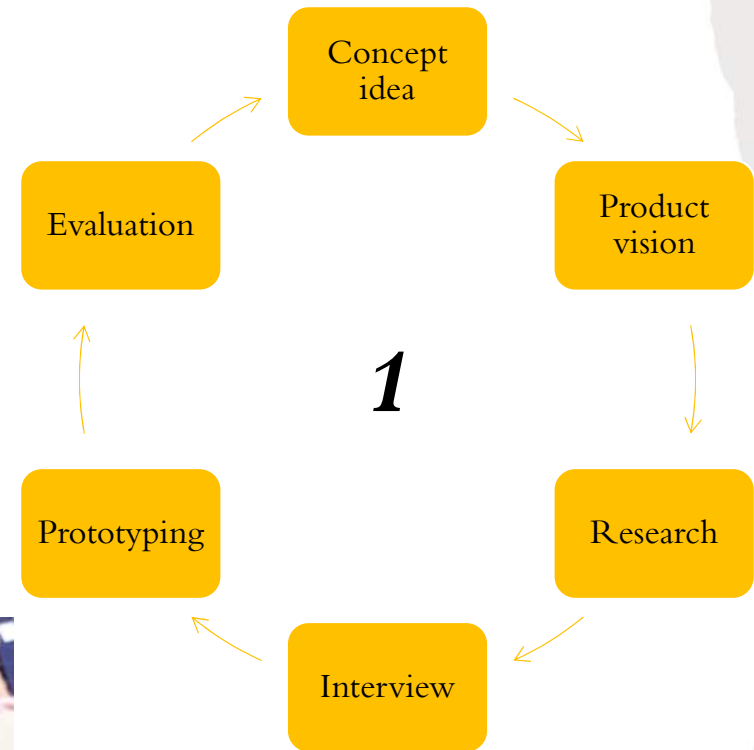 Concept
idea
Product
vision
Research
Interview
Prototyping
Evaluation
1